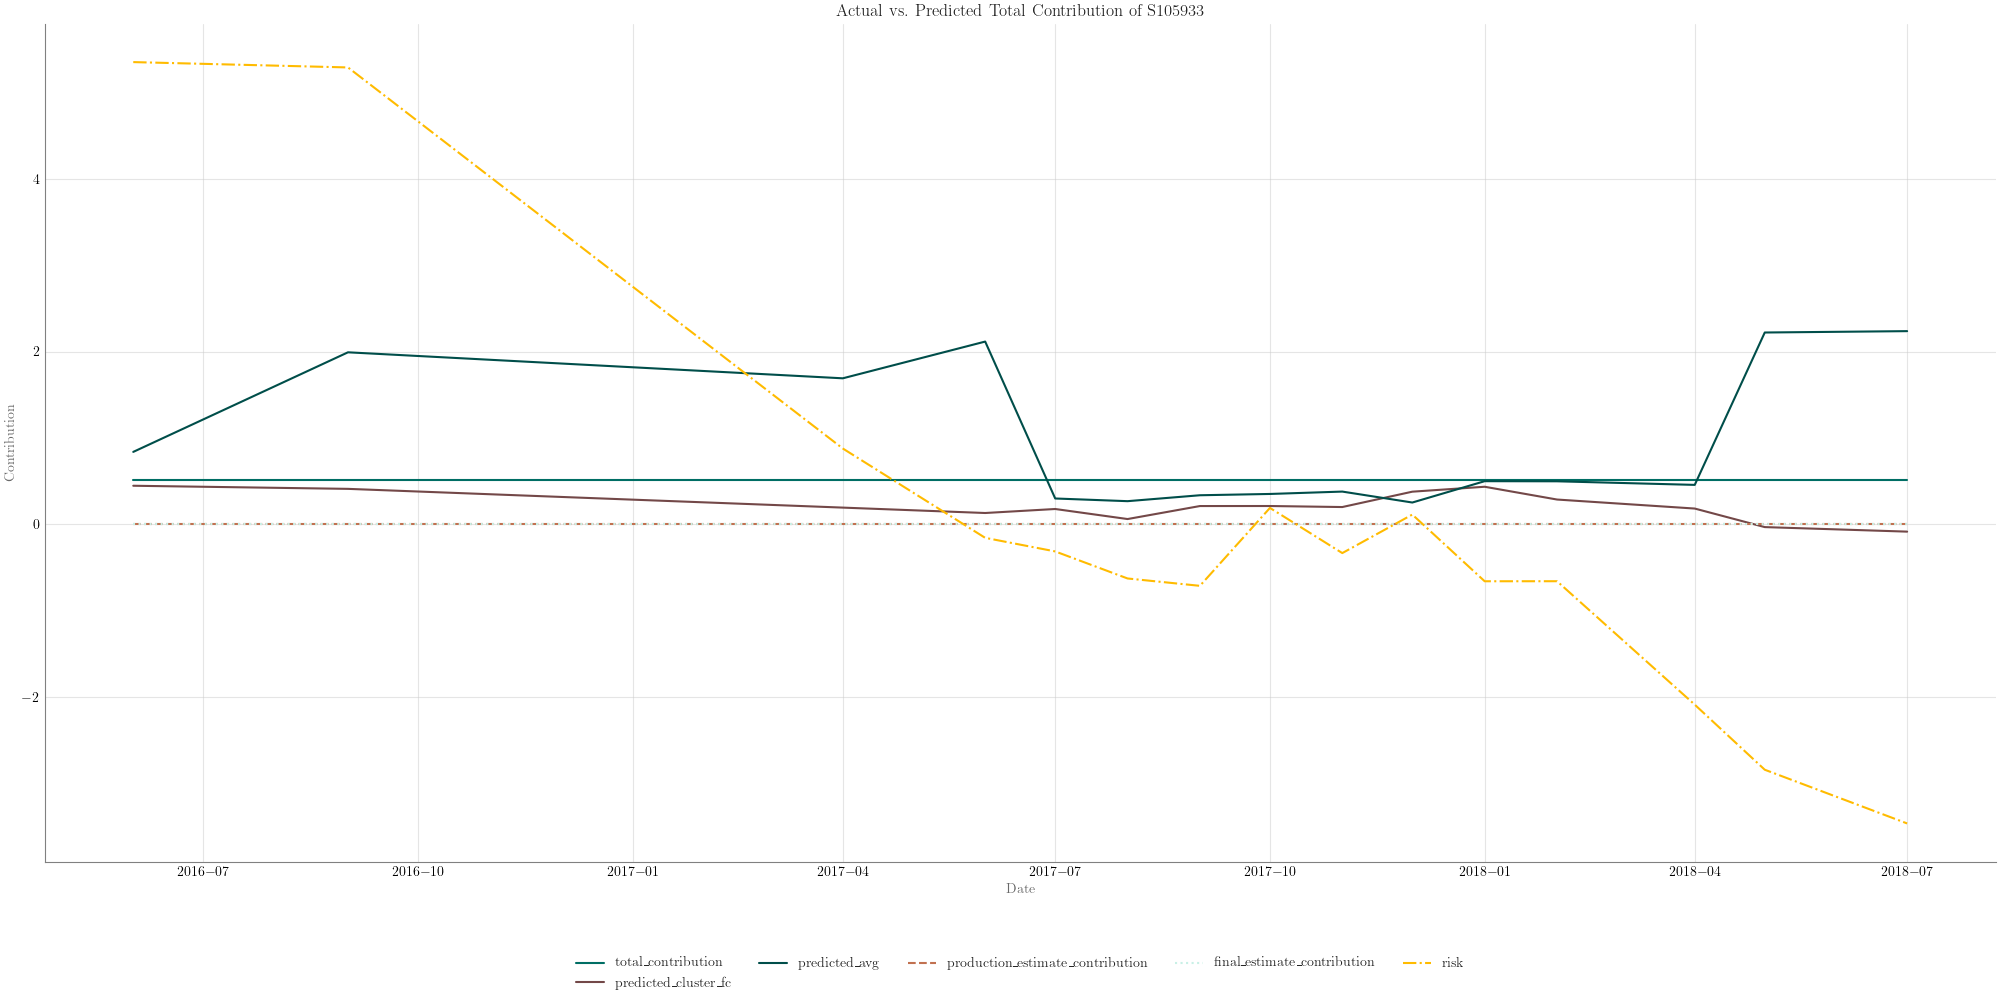 Actual vs. Predicted Total Contribution of S105933
Contribution
4
2
0
−2
2016−07 2016−10 2017−01 2017−04 2017−07 2017−10 2018−01 2018−04 2018−07
Date
total_contribution predicted_avg production_estimate_contribution final_estimate_contribution risk
predicted_cluster_fc